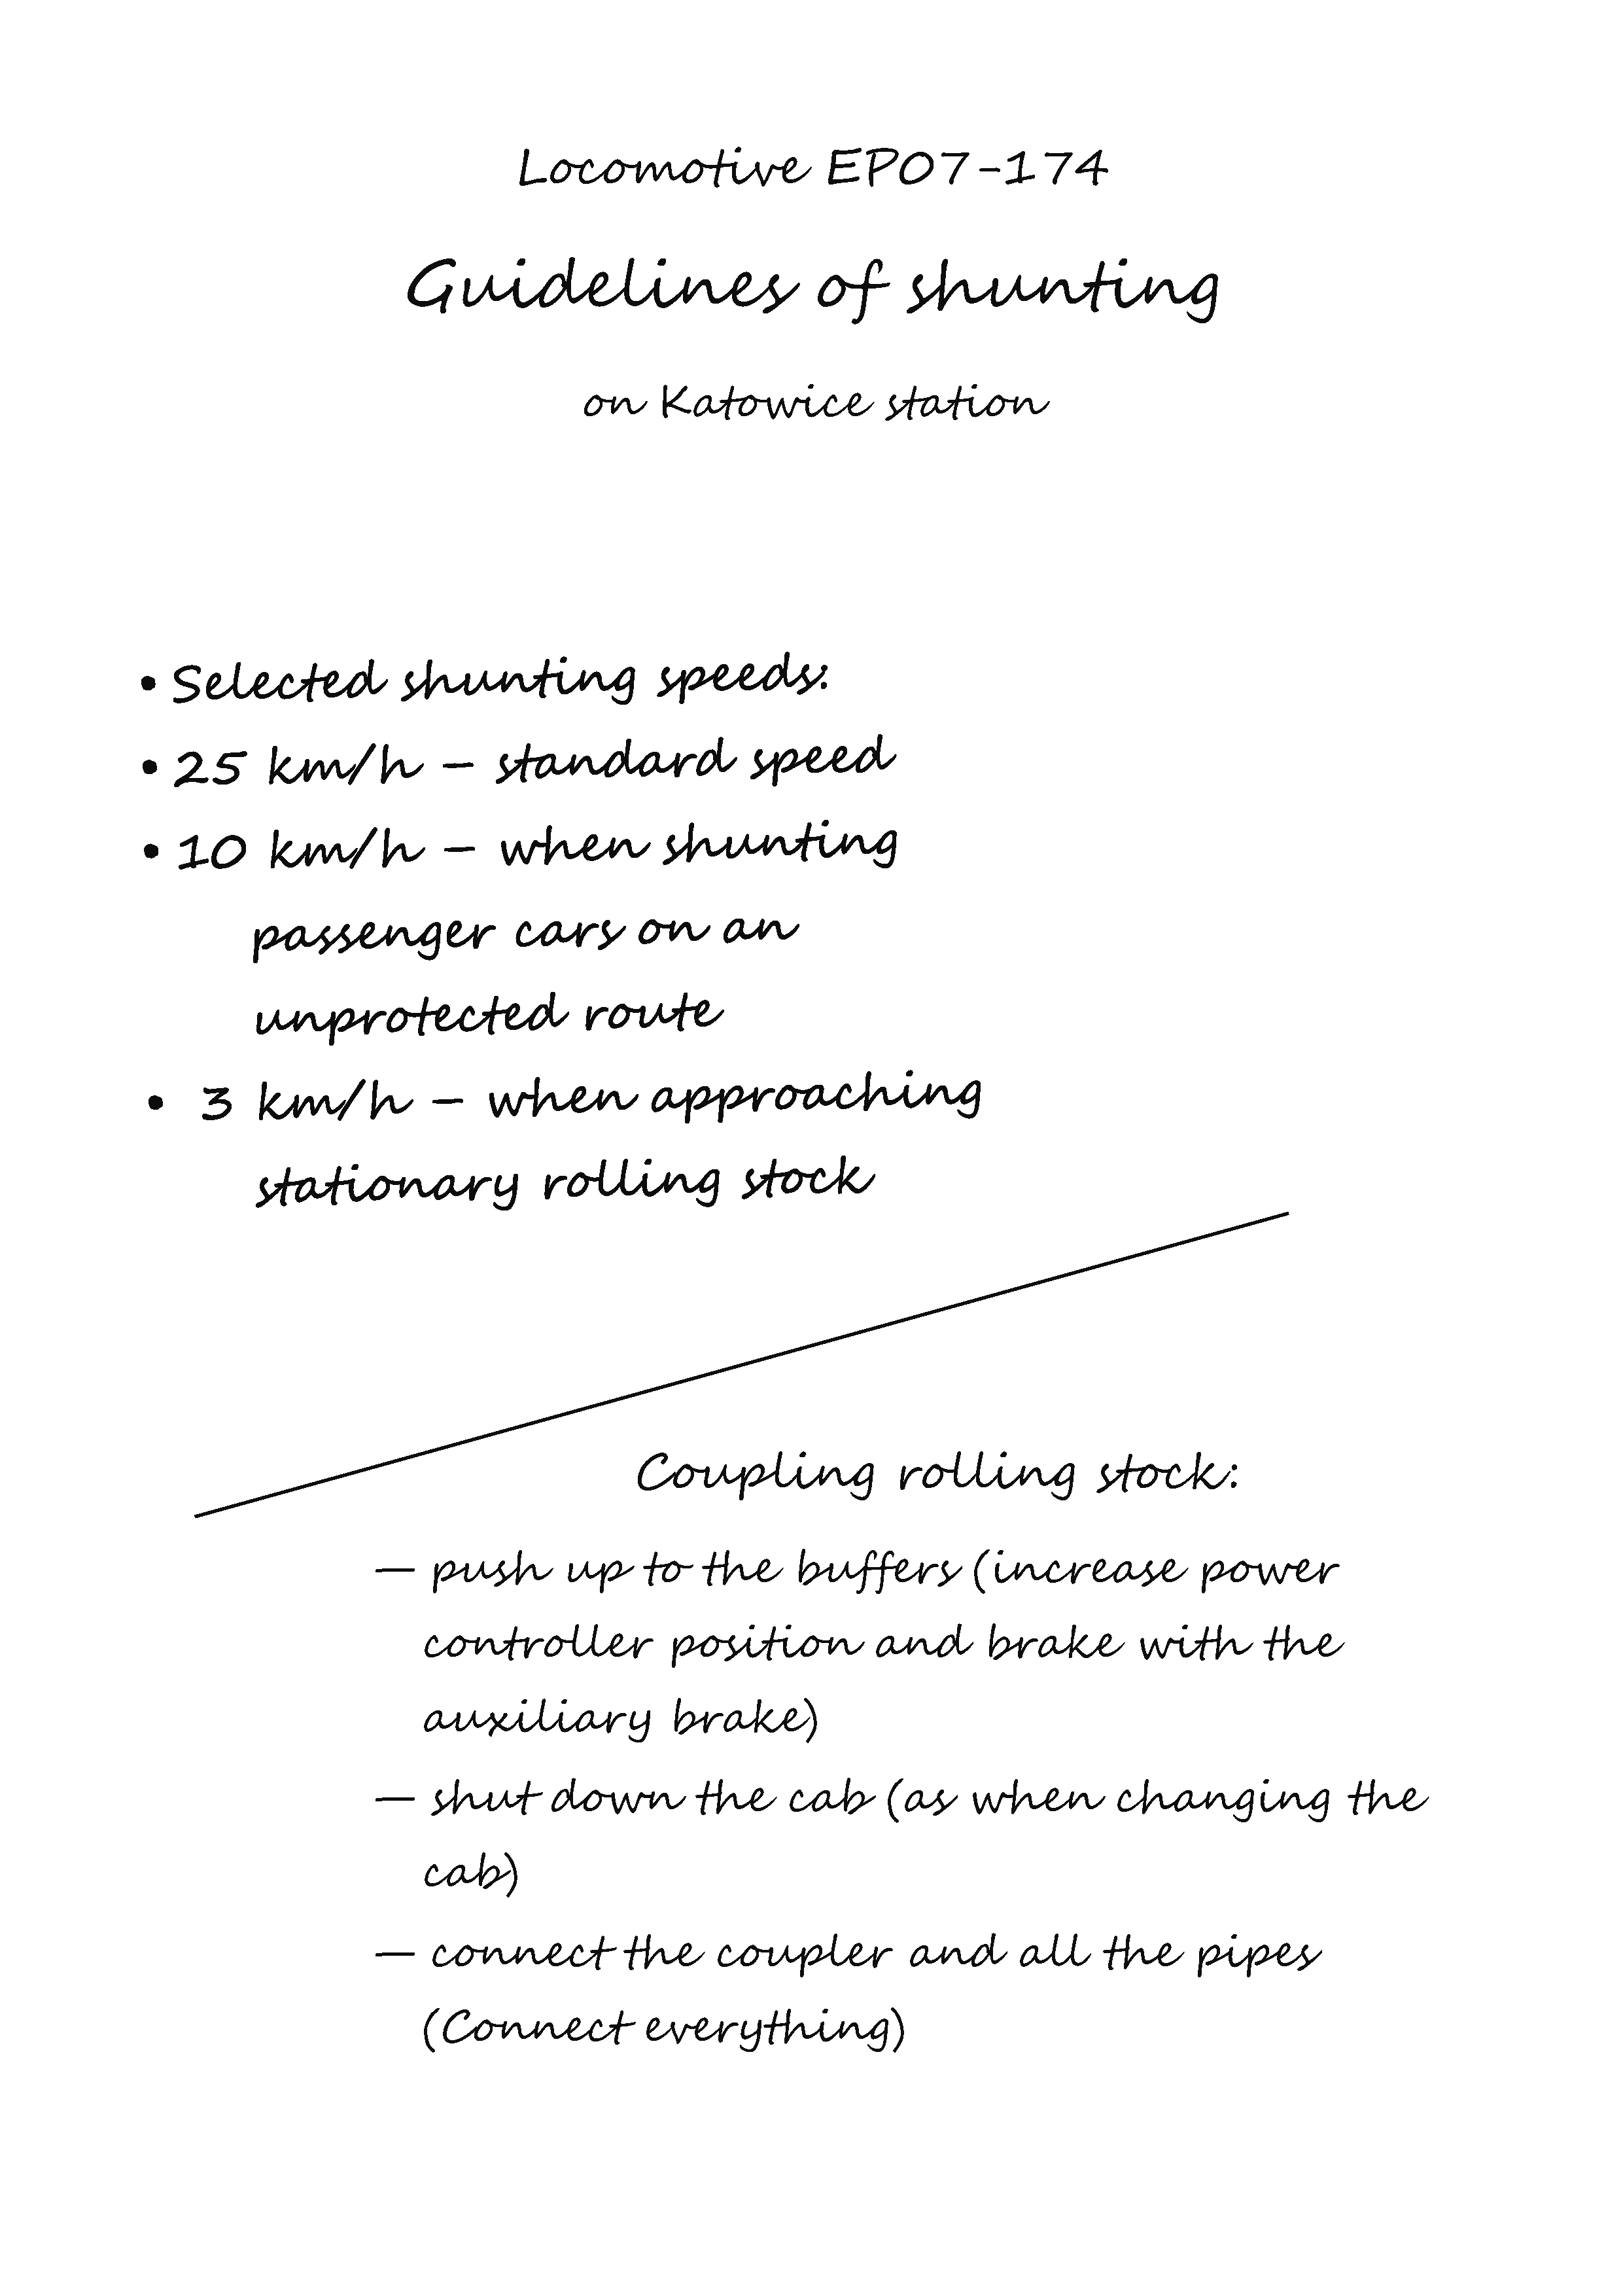 Locomotive EP07-174
Guidelines of shunting
on Katowice station
• Selected shunting speeds:
• 25 km/h – standard speed
• 10 km/h – when shunting
passenger cars on an
unprotected route
• 3 km/h – when approaching
stationary rolling stock
Coupling rolling stock:
— push up to the buffers (increase power
controller position and brake with the
auxiliary brake)
— shut down the cab (as when changing the
cab)
— connect the coupler and all the pipes
(Connect everything)